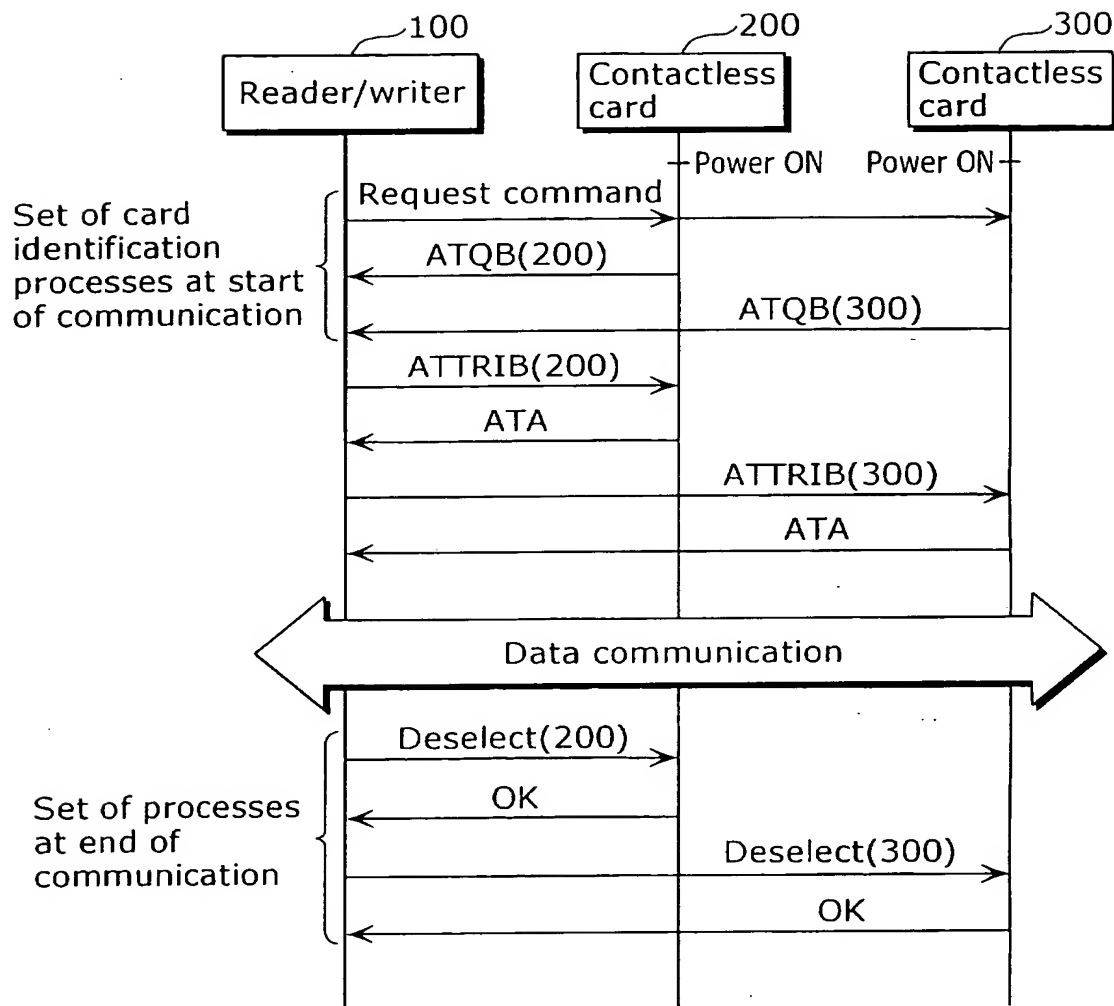 100
200
300
Reader/writer
Contactless
card
Contactless
card
Power ON
Power ON
Set of card
identification
processes at start
of communication
Request command
ATQB(200)
ATQB(300)
ATTRIB(200)
ATA
ATTRIB(300)
ATA
Data communication
Set of processes
at end of
communication
Deselect(200)
OK
Deselect(300)
OK